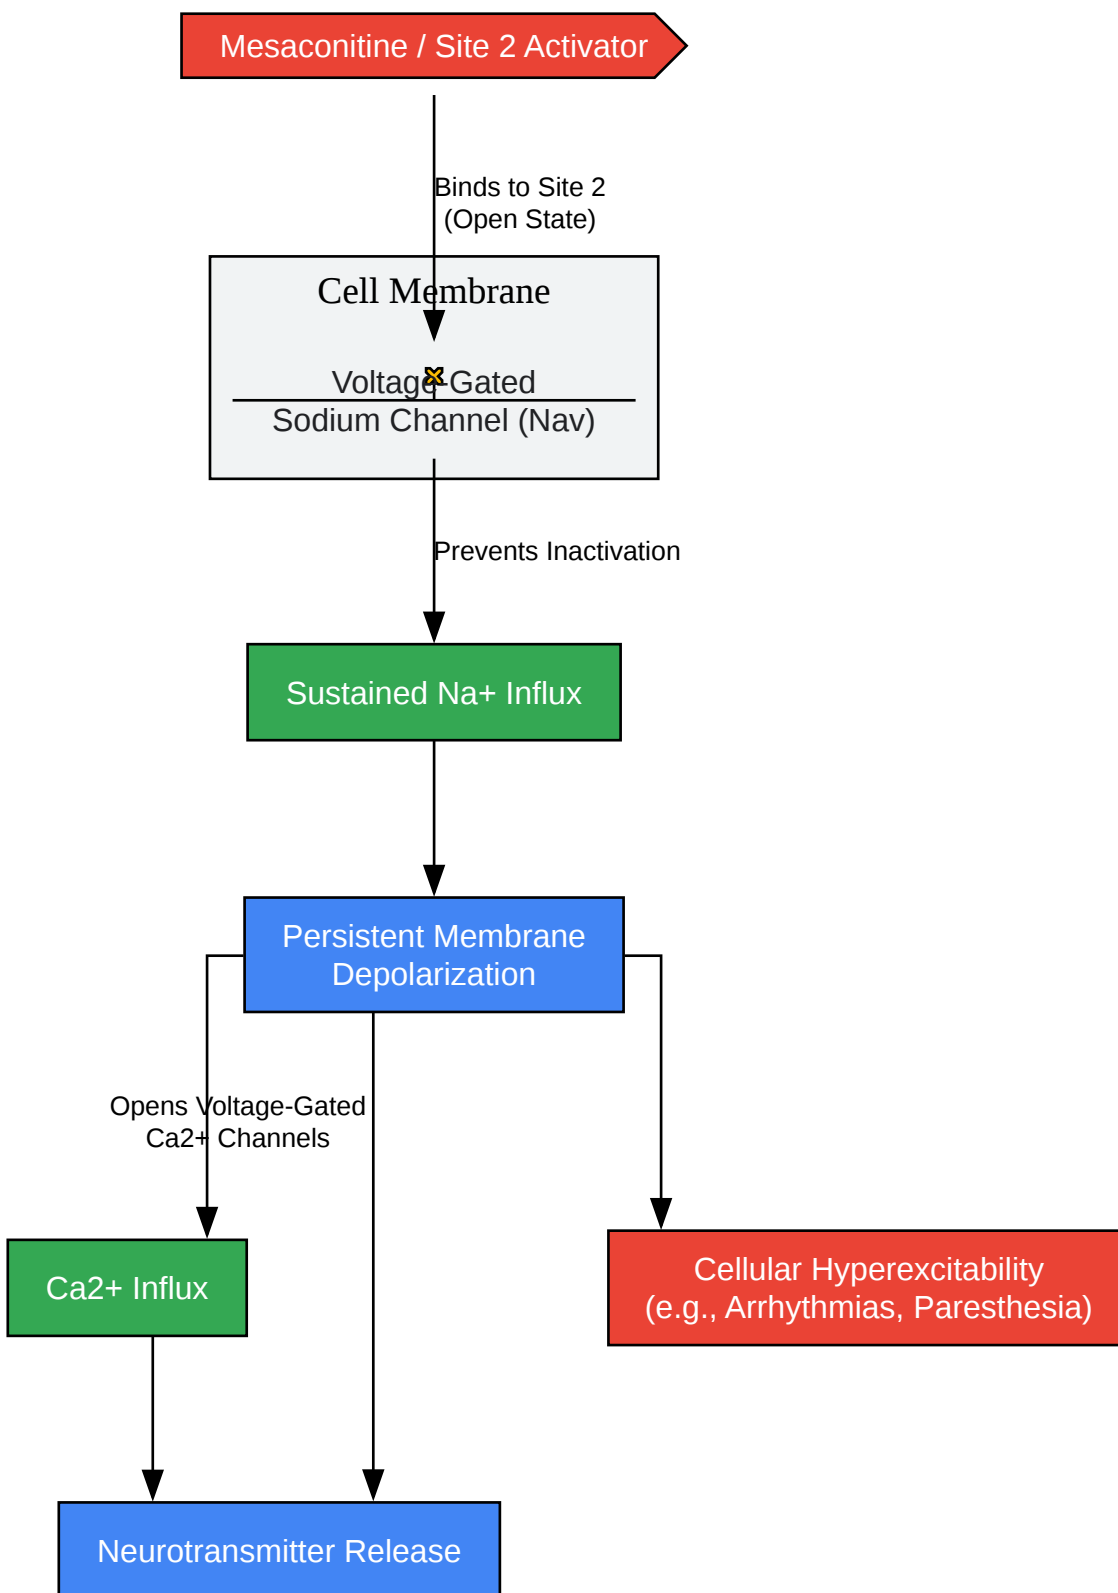 Mesaconitine / Site 2 Activator
Binds to Site 2
(Open State)
Cell Membrane
Voltage-Gated
Sodium Channel (Nav)
Prevents Inactivation
Sustained Na+ Influx
Persistent Membrane
Depolarization
Opens Voltage-Gated
Ca2+ Channels
Ca2+ Influx
Cellular Hyperexcitability
(e.g., Arrhythmias, Paresthesia)
Neurotransmitter Release